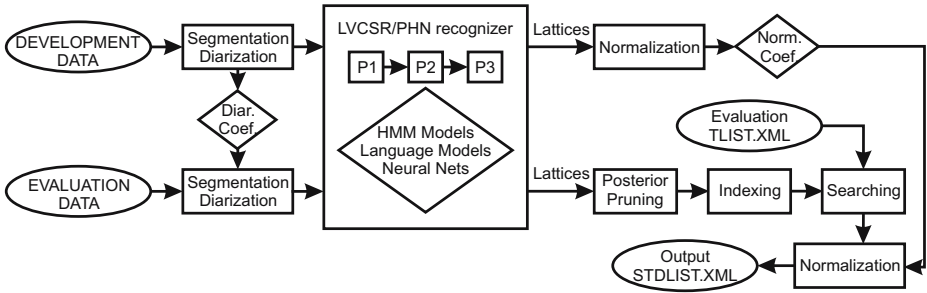 DEVELOPMENT
DATA
Segmentation
Diarization
LVCSR/PHN recognizer
P1
P2
P3
Lattices
Normalization
Norm.
Coef.
Diar.
Coef.
HMM Models
Language Models
Neural Nets
Evaluation
TLIST.XML
EVALUATION
DATA
Segmentation
Diarization
Lattices
Posterior
Pruning
Indexing
Searching
Output
STDLIST.XML
Normalization